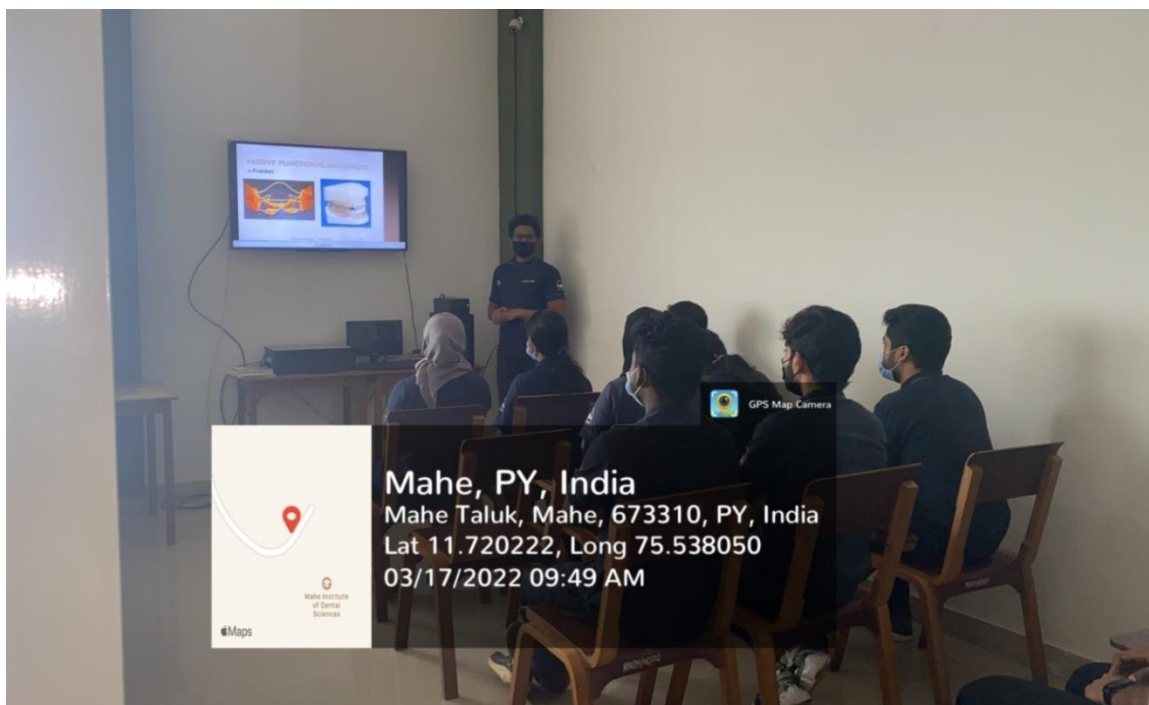 PASSIVE FUNCTIONAL APPLIANCES
Frankel
GPS Map Camera
Mahe, PY, India
Mahe Taluk, Mahe, 673310, PY, India
Lat 11.720222, Long 75.538050
03/17/2022 09:49 AM
Mahe Institute
of Dental
Sciences
Maps